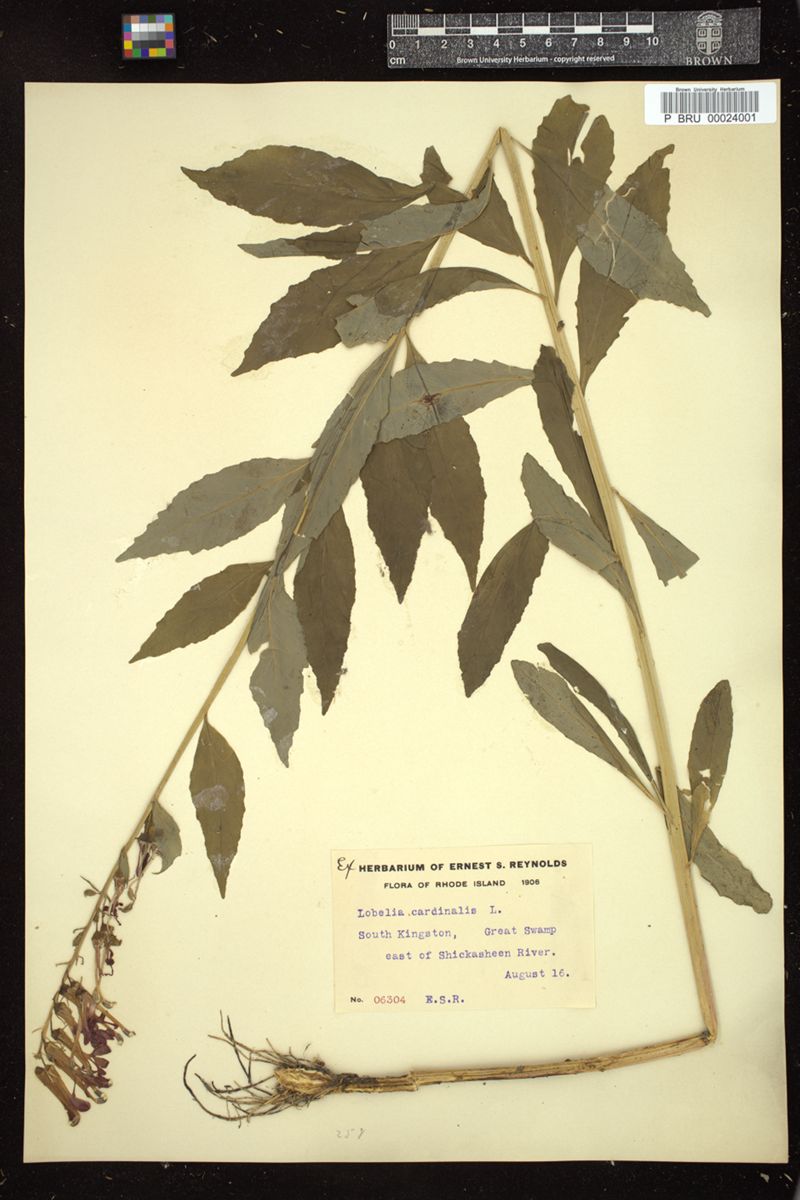 0 1 2 3 4 5 6 7 8 9 10
cm
Brown University Herbarium - copyright reserved
BROWN
Brown University Herbarium
P BRU 00024001
Ex HERBARIUM OF ERNEST S. REYNOLDS
FLORA OF RHODE ISLAND 1906
Lobelia cardinalis L.
South Kingston, Great Swamp
east of Shickasheen River.
August 16.
No. 06304 E.S.R.
258